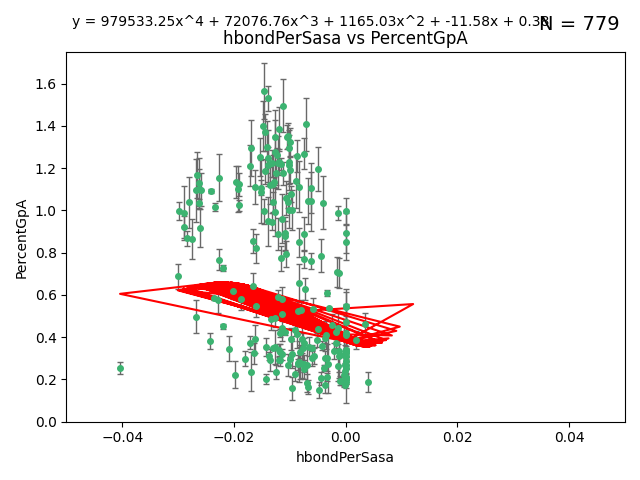 y = 979533.25x^4 + 72076.76x^3 + 1165.03x^2 + -11.58x + 0.38
N = 779
hbondPerSasa vs PercentGpA
PercentGpA
1.6
1.4
1.2
1.0
0.8
0.6
0.4
0.2
0.0
−0.04 −0.02 0.00 0.02 0.04
hbondPerSasa